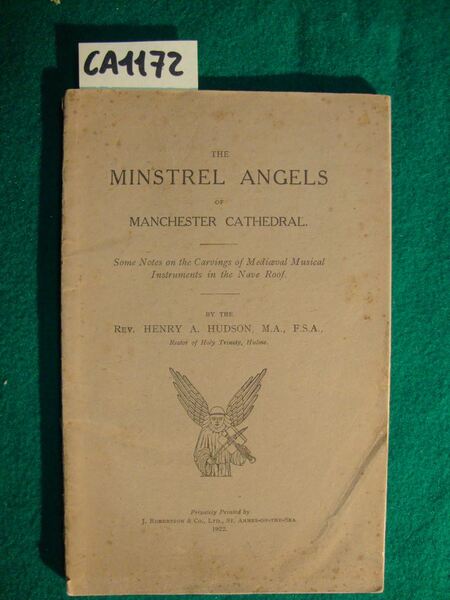 CA1172
THE
MINSTREL ANGELS
OF
MANCHESTER CATHEDRAL.
Some Notes on the Carvings of Mediæval Musical
Instruments in the Nave Roof.
BY THE
REV. HENRY A. HUDSON, M.A., F.S.A.,
Rector of Holy Trinity, Hulme.
Privately Printed by
J. ROBERTSON & CO., LTD., ST. ANNES-ON-THE-SEA.
1922.